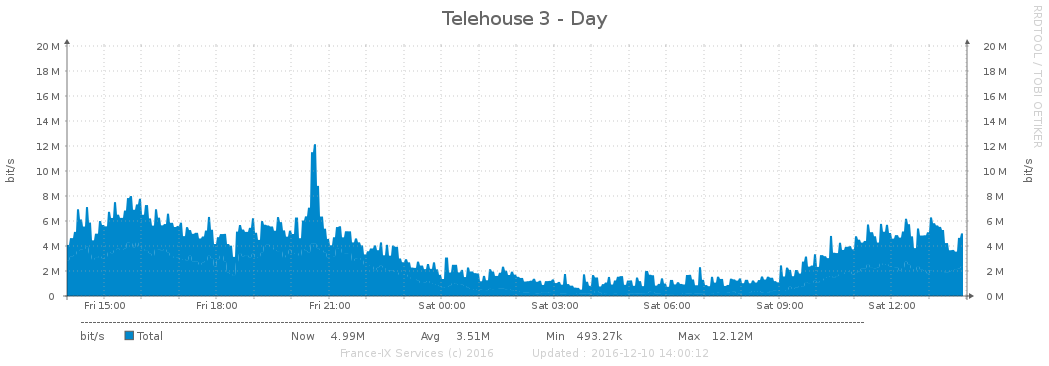 Telehouse 3 - Day
RRDTOOL / TOBI OETIKER
bit/s
20 M 20 M
18 M 18 M
16 M 16 M
14 M 14 M
12 M 12 M
10 M 10 M
8 M 8 M
6 M 6 M
4 M 4 M
2 M 2 M
0 0 M
bit/s
Fri 15:00 Fri 18:00 Fri 21:00 Sat 00:00 Sat 03:00 Sat 06:00 Sat 09:00 Sat 12:00
bit/s Total Now 4.99M Avg 3.51M Min 493.27k Max 12.12M
France-IX Services (c) 2016 Updated : 2016-12-10 14:00:12